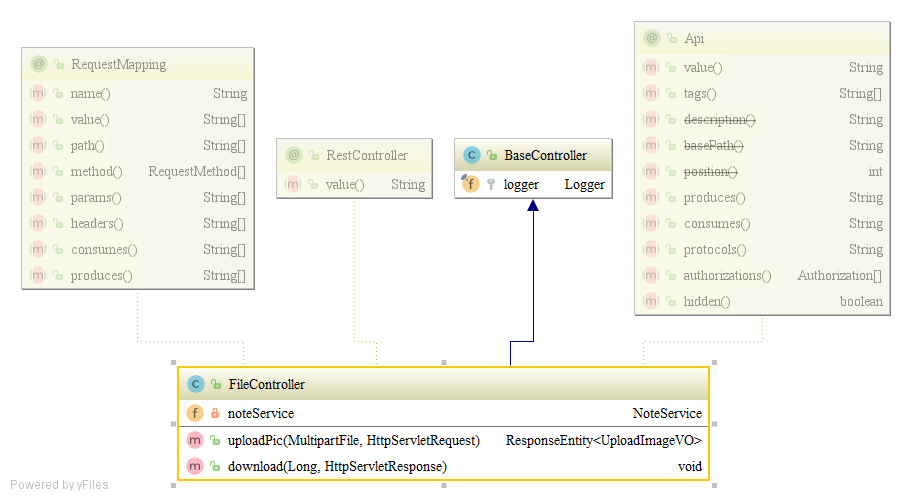 @ RequestMapping
m name() String
m value() String[]
m path() String[]
m method() RequestMethod[]
m params() String[]
m headers() String[]
m consumes() String[]
m produces() String[]
@ RestController
m value() String
C BaseController
f logger Logger
@ Api
m value() String
m tags() String[]
m description() String
m basePath() String
m position() int
m produces() String
m consumes() String
m protocols() String
m authorizations() Authorization[]
m hidden() boolean
C FileController
f noteService NoteService
m uploadPic(MultipartFile, HttpServletRequest) ResponseEntity<UploadImageVO>
m download(Long, HttpServletResponse) void
Powered by yFiles